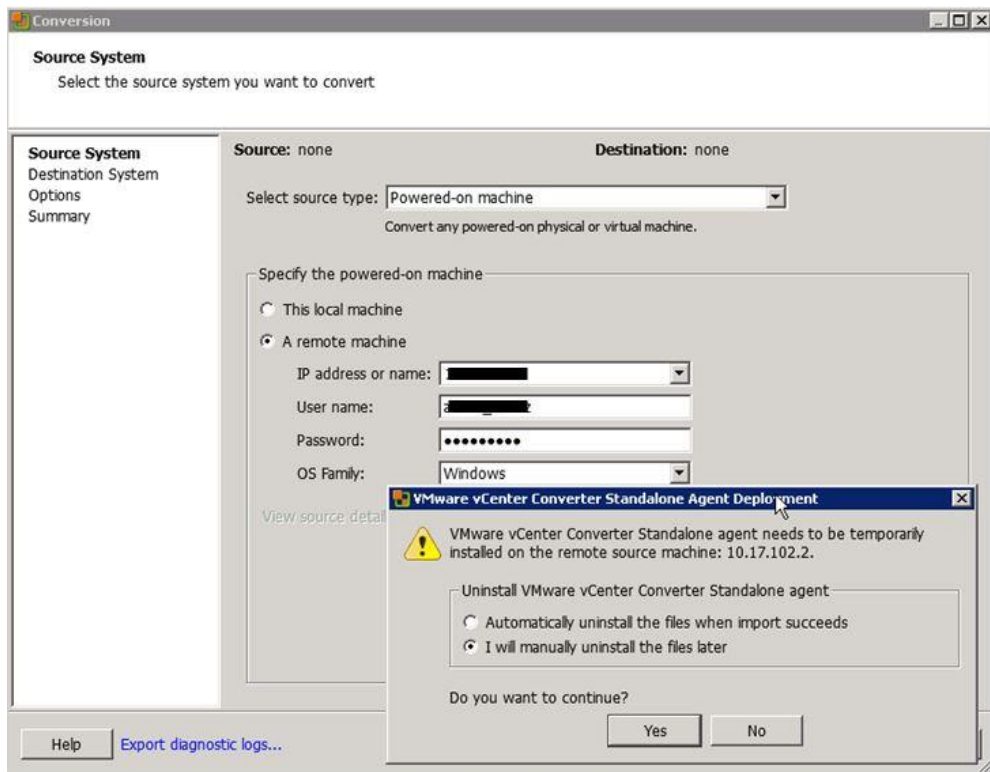 Conversion
Source System
Select the source system you want to convert
Source System
Destination System
Options
Summary
Source: none Destination: none
Select source type: Powered-on machine
Convert any powered-on physical or virtual machine.
Specify the powered-on machine
This local machine
A remote machine
IP address or name:
User name:
Password: •••••••••
OS Family: Windows
View source detai
VMware vCenter Converter Standalone Agent Deployment
VMware vCenter Converter Standalone agent needs to be temporarily
installed on the remote source machine: 10.17.102.2.
Uninstall VMware vCenter Converter Standalone agent
Automatically uninstall the files when import succeeds
I will manually uninstall the files later
Do you want to continue?
Yes No
Help Export diagnostic logs...